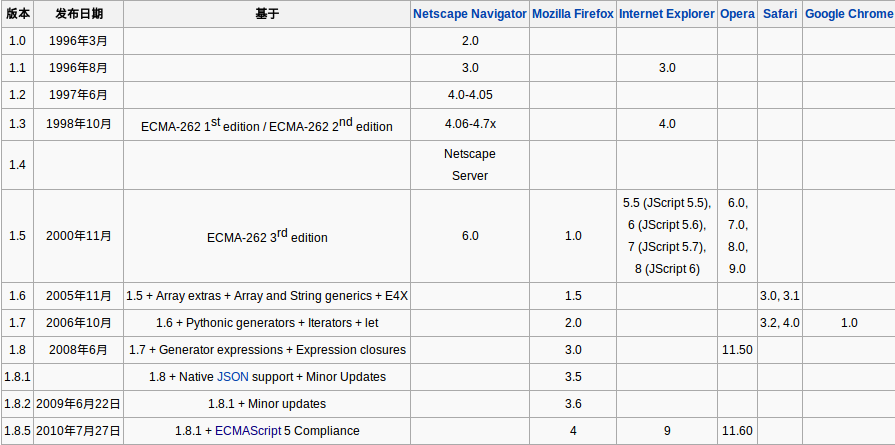 版本 发布日期 基于 Netscape Navigator Mozilla Firefox Internet Explorer Opera Safari Google Chrome
1.0 1996年3月 2.0
1.1 1996年8月 3.0 3.0
1.2 1997年6月 4.0-4.05
1.3 1998年10月 ECMA-262 1st edition / ECMA-262 2nd edition 4.06-4.7x 4.0
1.4 Netscape
Server
1.5 2000年11月 ECMA-262 3rd edition 6.0 1.0 5.5 (JScript 5.5),
6 (JScript 5.6),
7 (JScript 5.7),
8 (JScript 6)
6.0,
7.0,
8.0,
9.0
1.6 2005年11月 1.5 + Array extras + Array and String generics + E4X 1.5 3.0, 3.1
1.7 2006年10月 1.6 + Pythonic generators + Iterators + let 2.0 3.2, 4.0 1.0
1.8 2008年6月 1.7 + Generator expressions + Expression closures 3.0 11.50
1.8.1 1.8 + Native JSON support + Minor Updates 3.5
1.8.2 2009年6月22日 1.8.1 + Minor updates 3.6
1.8.5 2010年7月27日 1.8.1 + ECMAScript 5 Compliance 4 9 11.60